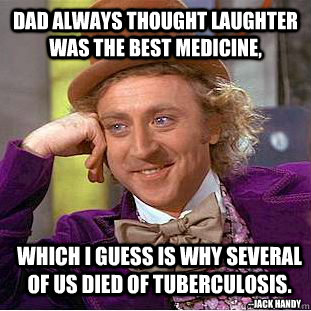 DAD ALWAYS THOUGHT LAUGHTER
WAS THE BEST MEDICINE,
WHICH I GUESS IS WHY SEVERAL
OF US DIED OF TUBERCULOSIS.
–JACK HANDY